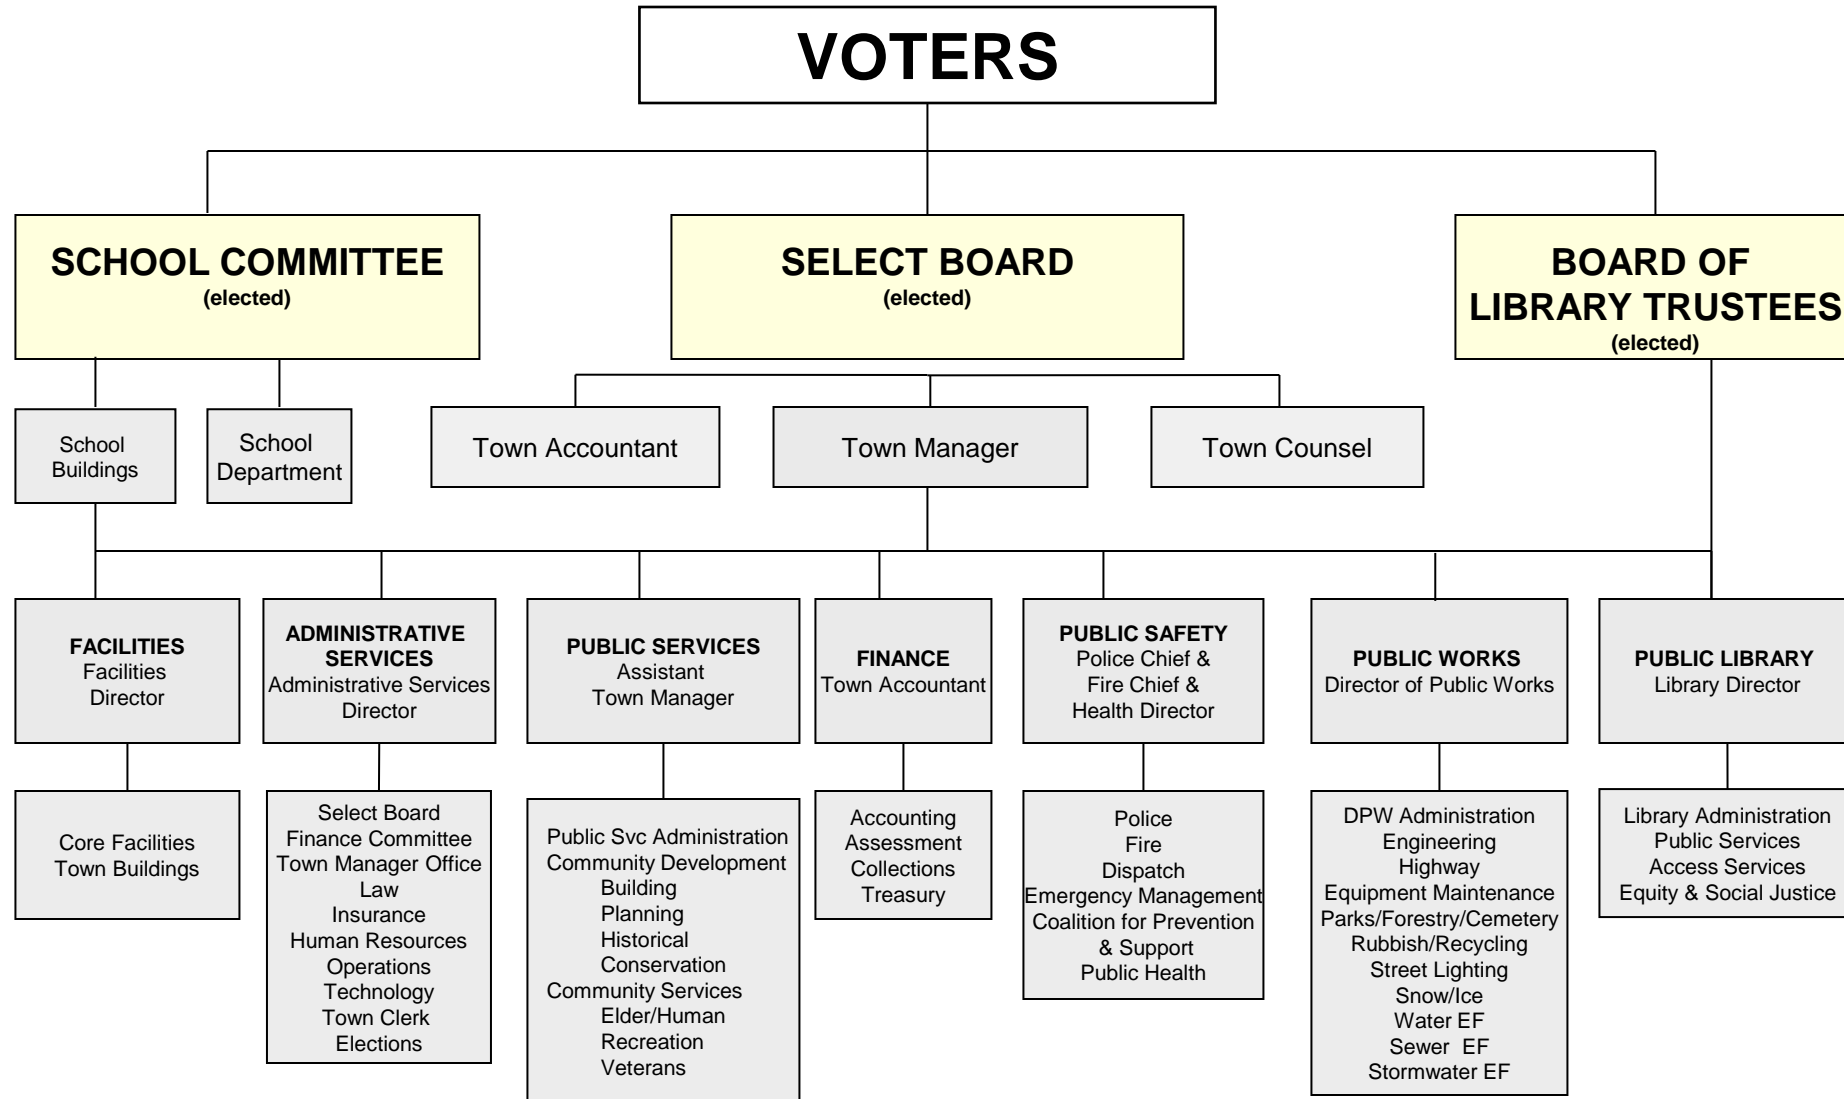 VOTERS
SCHOOL COMMITTEE
(elected)
SELECT BOARD
(elected)
BOARD OF
LIBRARY TRUSTEES
(elected)
School
Buildings
School
Department
Town Accountant
Town Manager
Town Counsel
FACILITIES
Facilities
Director
ADMINISTRATIVE
SERVICES
Administrative Services
Director
PUBLIC SERVICES
Assistant
Town Manager
FINANCE
Town Accountant
PUBLIC SAFETY
Police Chief &
Fire Chief &
Health Director
PUBLIC WORKS
Director of Public Works
PUBLIC LIBRARY
Library Director
Core Facilities
Town Buildings
Select Board
Finance Committee
Town Manager Office
Law
Insurance
Human Resources
Operations
Technology
Town Clerk
Elections
Public Svc Administration
Community Development
Building
Planning
Historical
Conservation
Community Services
Elder/Human
Recreation
Veterans
Accounting
Assessment
Collections
Treasury
Police
Fire
Dispatch
Emergency Management
Coalition for Prevention
& Support
Public Health
DPW Administration
Engineering
Highway
Equipment Maintenance
Parks/Forestry/Cemetery
Rubbish/Recycling
Street Lighting
Snow/Ice
Water EF
Sewer EF
Stormwater EF
Library Administration
Public Services
Access Services
Equity & Social Justice